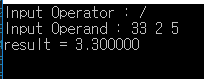 Input Operator : /
Input Operand : 33 2 5
result = 3.300000